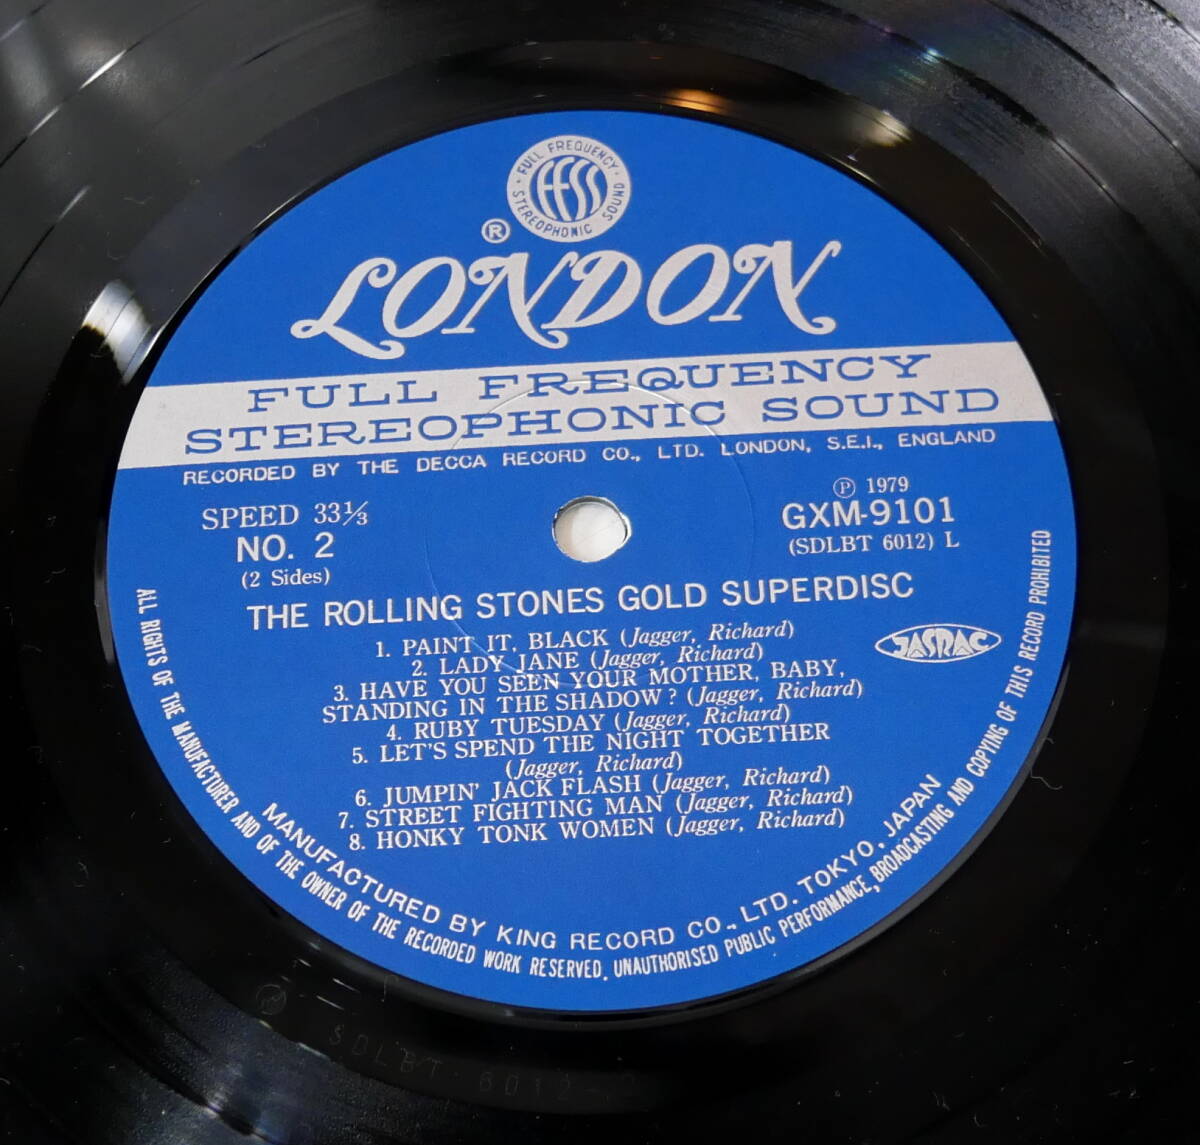 FULL FREQUENCY
FFSS
STEREOPHONIC SOUND
®
LONDON
FULL FREQUENCY
STEREOPHONIC SOUND
RECORDED BY THE DECCA RECORD CO., LTD. LONDON, S.E.I., ENGLAND
SPEED 33⅓
NO. 2
(2 Sides)
Ⓟ 1979
GXM-9101
(SDLBT 6012) L
THE ROLLING STONES GOLD SUPERDISC
1. PAINT IT, BLACK (Jagger, Richard)
2. LADY JANE (Jagger, Richard)
3. HAVE YOU SEEN YOUR MOTHER, BABY,
STANDING IN THE SHADOW? (Jagger, Richard)
4. RUBY TUESDAY (Jagger, Richard)
5. LET'S SPEND THE NIGHT TOGETHER
(Jagger, Richard)
6. JUMPIN' JACK FLASH (Jagger, Richard)
7. STREET FIGHTING MAN (Jagger, Richard)
8. HONKY TONK WOMEN (Jagger, Richard)
JASRAC
MANUFACTURED BY KING RECORD CO., LTD. TOKYO, JAPAN
ALL RIGHTS OF THE MANUFACTURER AND OF THE OWNER OF THE RECORDED WORK RESERVED. UNAUTHORISED PUBLIC PERFORMANCE, BROADCASTING AND COPYING OF THIS RECORD PROHIBITED
SDLBT-6012-2